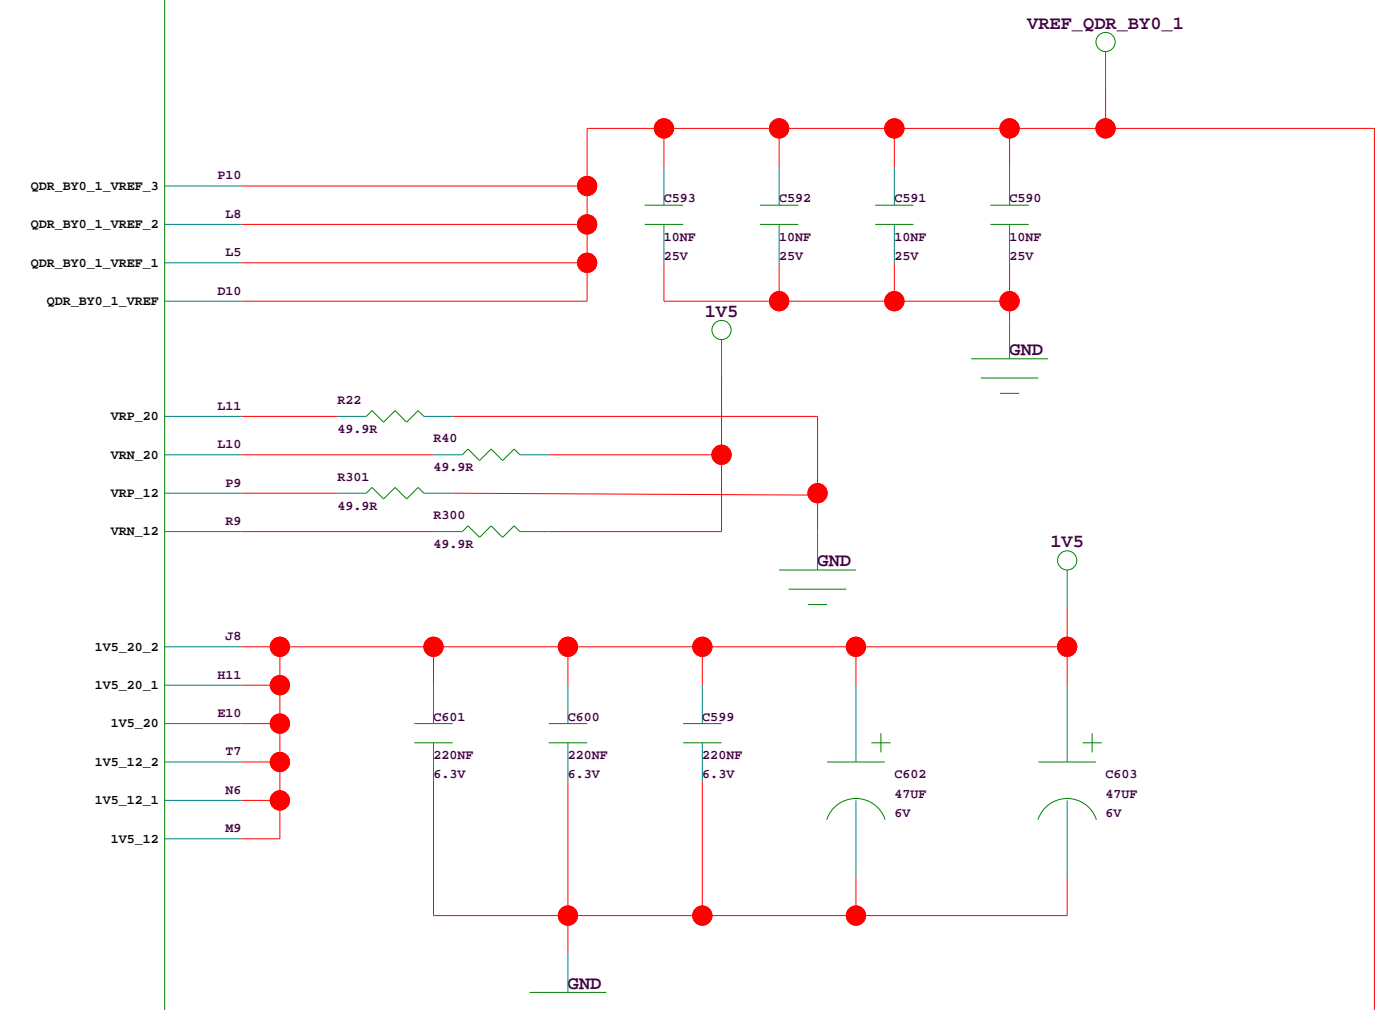 VREF_QDR_BY0_1
P10
QDR_BY0_1_VREF_3
C593 C592 C591 C590
L8
QDR_BY0_1_VREF_2
10NF 10NF 10NF 10NF
25V 25V 25V 25V
L5
QDR_BY0_1_VREF_1
D10
QDR_BY0_1_VREF
1V5
GND
R22
L11
VRP_20
49.9R
R40
L10
VRN_20
49.9R
R301
P9
VRP_12
49.9R
R300
R9
VRN_12
49.9R
1V5
GND
J8
1V5_20_2
H11
1V5_20_1
E10
1V5_20
C601 C600 C599
T7
1V5_12_2
220NF 220NF 220NF
6.3V 6.3V 6.3V
C602 C603
47UF 47UF
6V 6V
N6
1V5_12_1
M9
1V5_12
GND